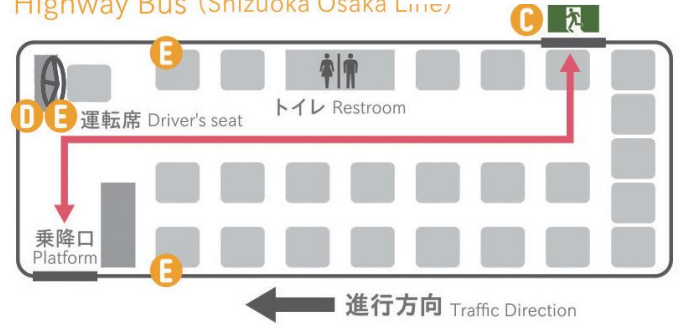 Highway Bus (Shizuoka Osaka Line)
C
E
トイレ Restroom
D E 運転席 Driver's seat
乗降口
Platform
E
進行方向 Traffic Direction